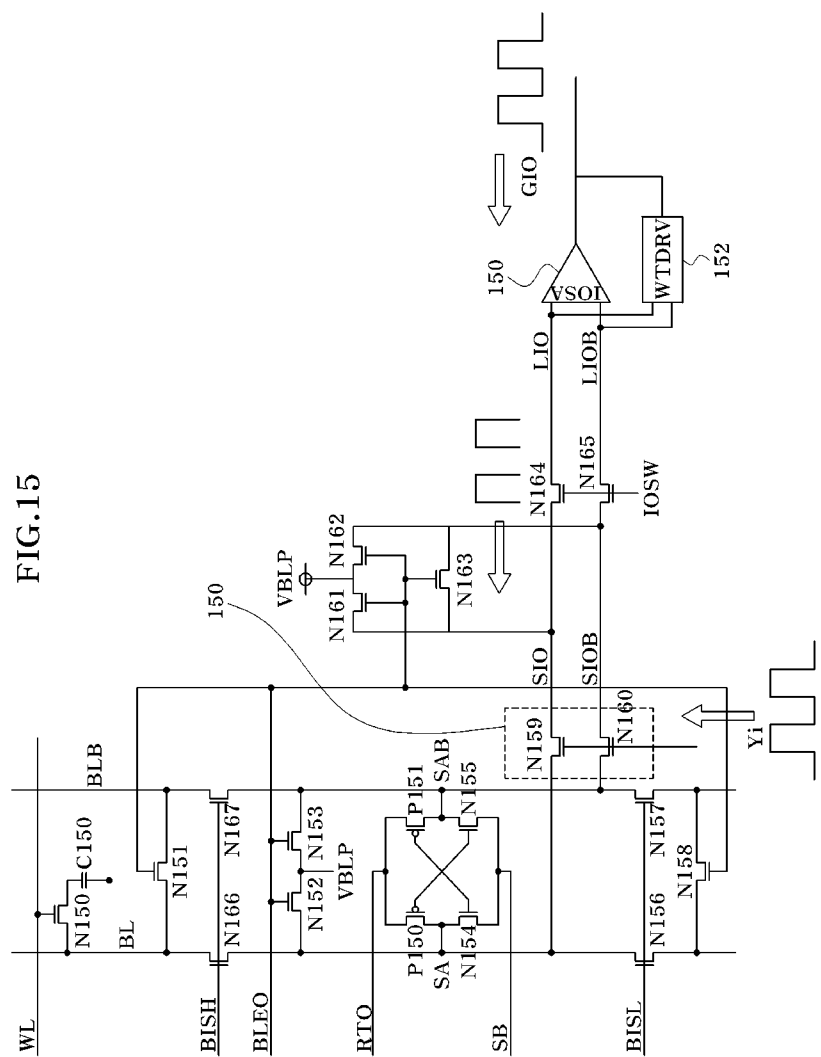 FIG.15
WL
BISH
BLEO
RTO
SB
BISL
BL
BLB
N150
C150
N151
N166
N167
N152
N153
VBLP
P150
P151
SA
SAB
N154
N155
N156
N157
N158
150
N159
N160
Yi
SIO
SIOB
VBLP
N161
N162
N163
N164
N165
IOSW
LIO
LIOB
150
IOSA
WTDRV
152
GIO